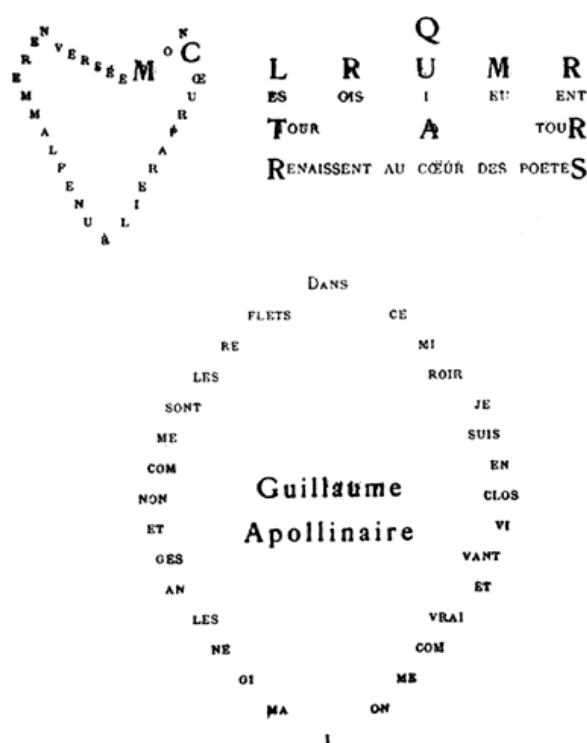 MON CŒUR PAREIL à UNE FLAMME RENVERSÉE
LES ROIS QUI MEURENT
TOUR A TOUR
RENAISSENT AU CŒUR DES POETES
DANS CE MIROIR JE SUIS ENCLOS VIVANT ET VRAI COMME ON IMAGINE LES ANGES ET NON COMME SONT LES REFLETS
Guillaume
Apollinaire